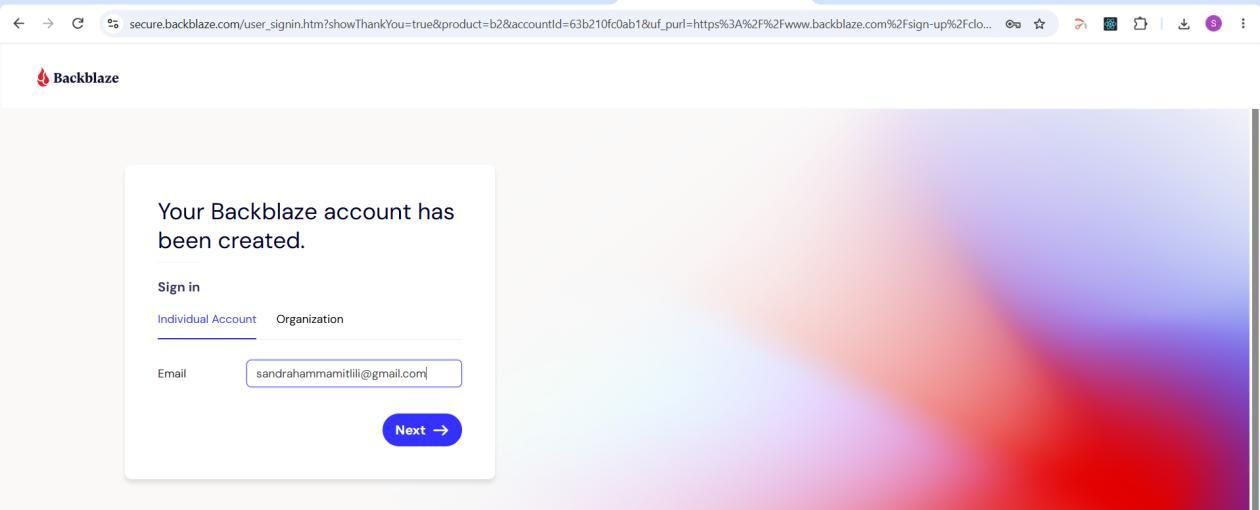 secure.backblaze.com/user_signin.htm?showThankYou=true&product=b2&accountId=63b210fc0ab1&uf_purl=https%3A%2F%2Fwww.backblaze.com%2Fsign-up%2Fclo...
S
Backblaze
Your Backblaze account has
been created.
Sign in
Individual Account Organization
Email sandrahammamitlili@gmail.com
Next →